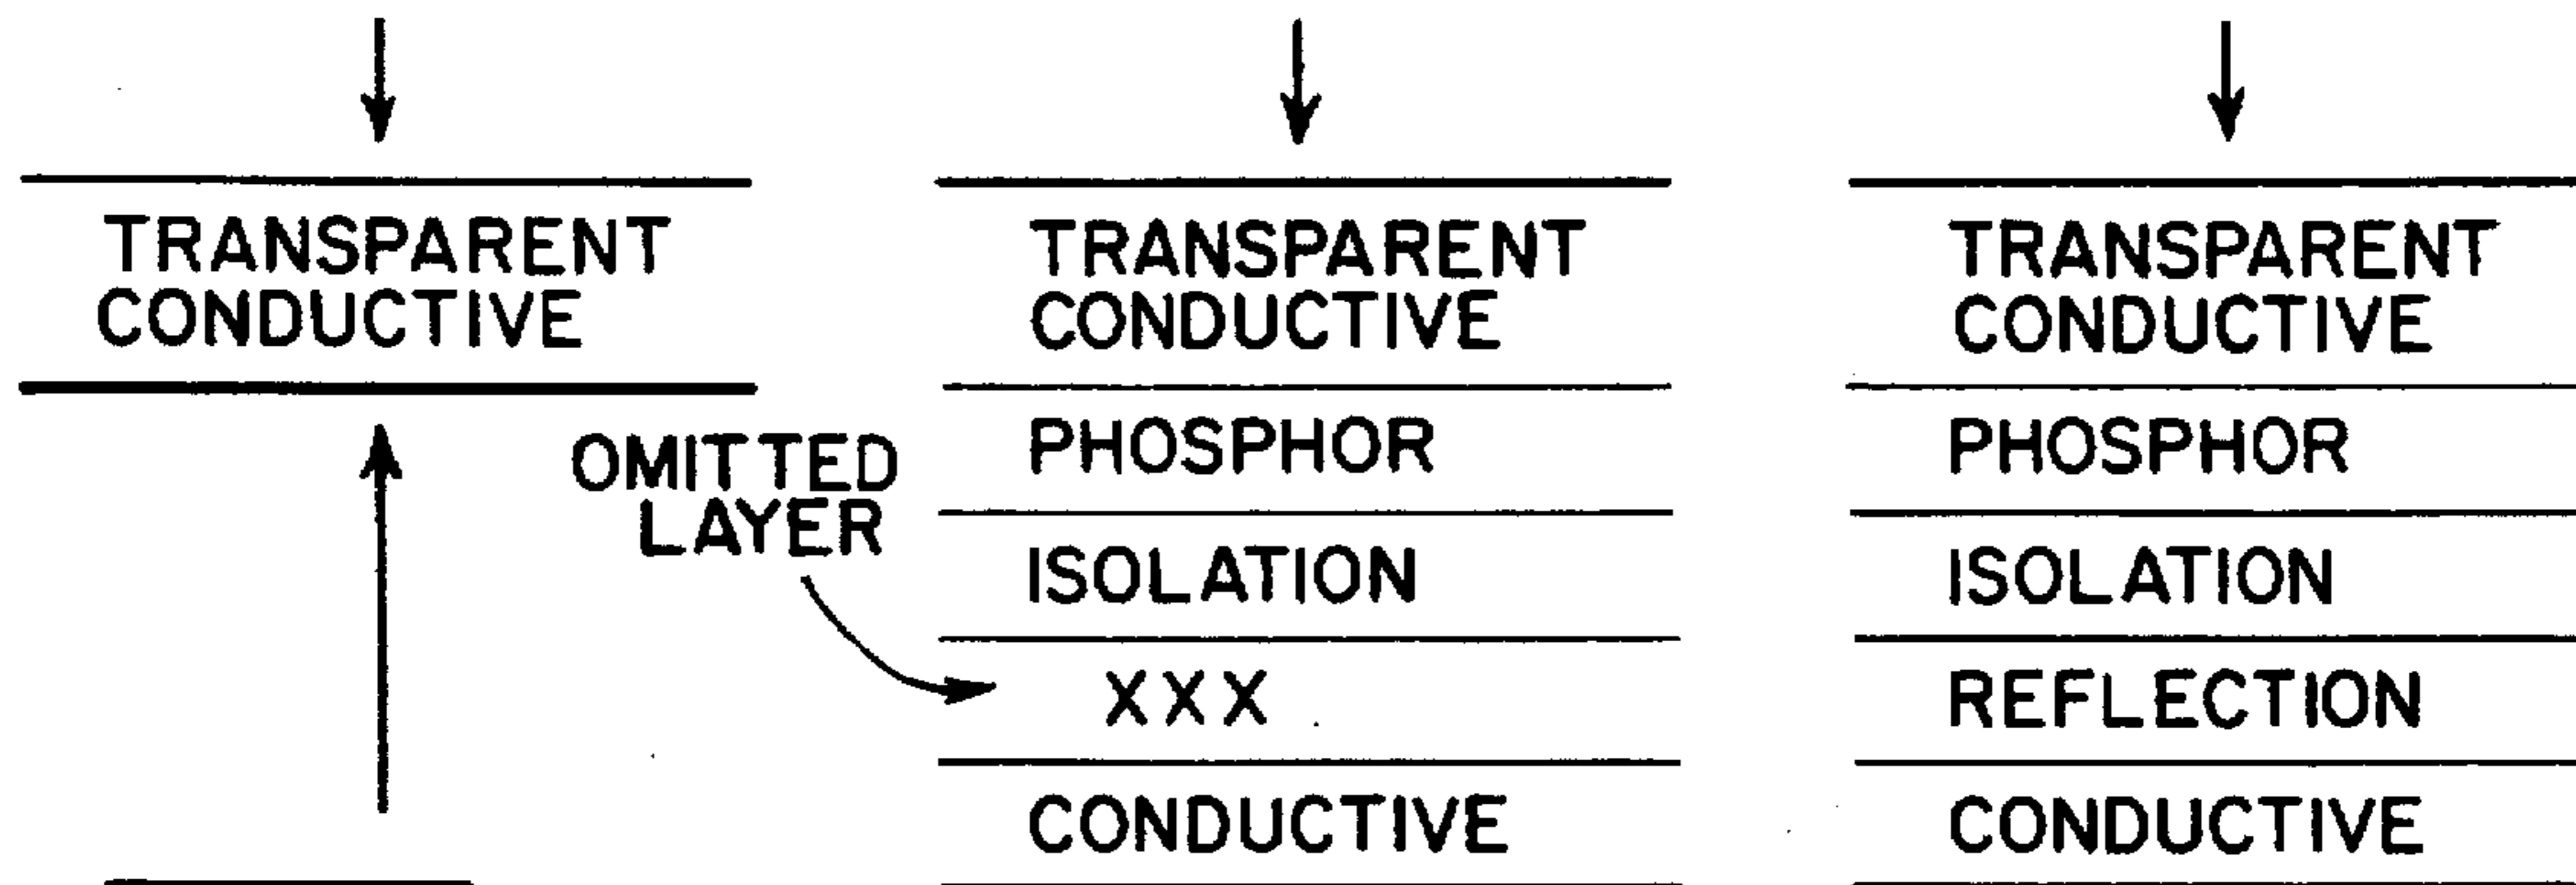 TRANSPARENT
CONDUCTIVE
OMITTED
LAYER
TRANSPARENT
CONDUCTIVE
PHOSPHOR
ISOLATION
XXX
CONDUCTIVE
TRANSPARENT
CONDUCTIVE
PHOSPHOR
ISOLATION
REFLECTION
CONDUCTIVE